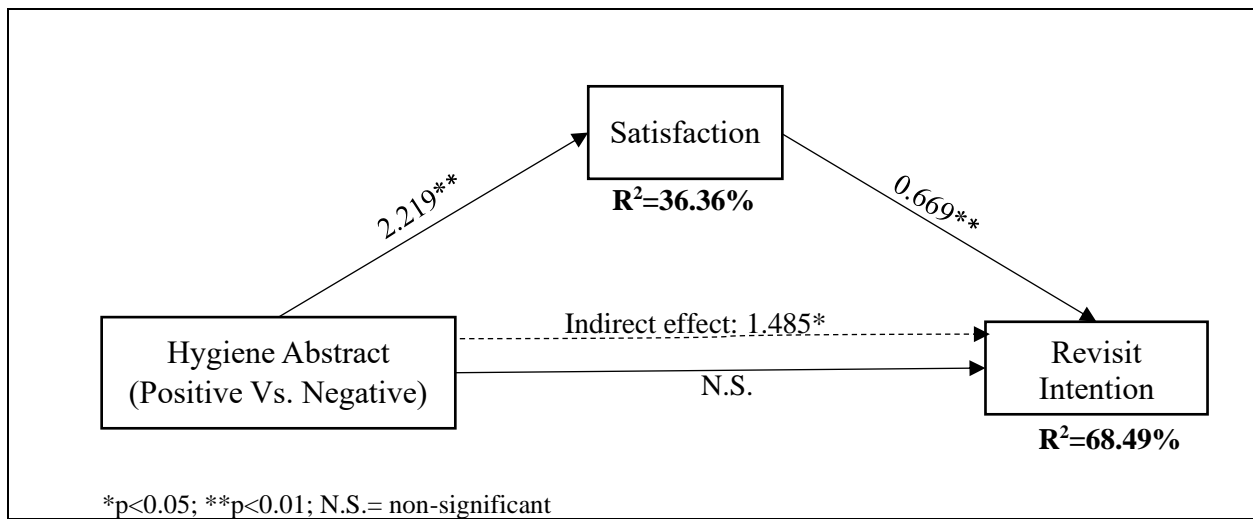 Satisfaction
R²=36.36%
2.219**
0.669**
Indirect effect: 1.485*
Hygiene Abstract
(Positive Vs. Negative)
N.S.
Revisit
Intention
R²=68.49%
*p<0.05; **p<0.01; N.S.= non-significant